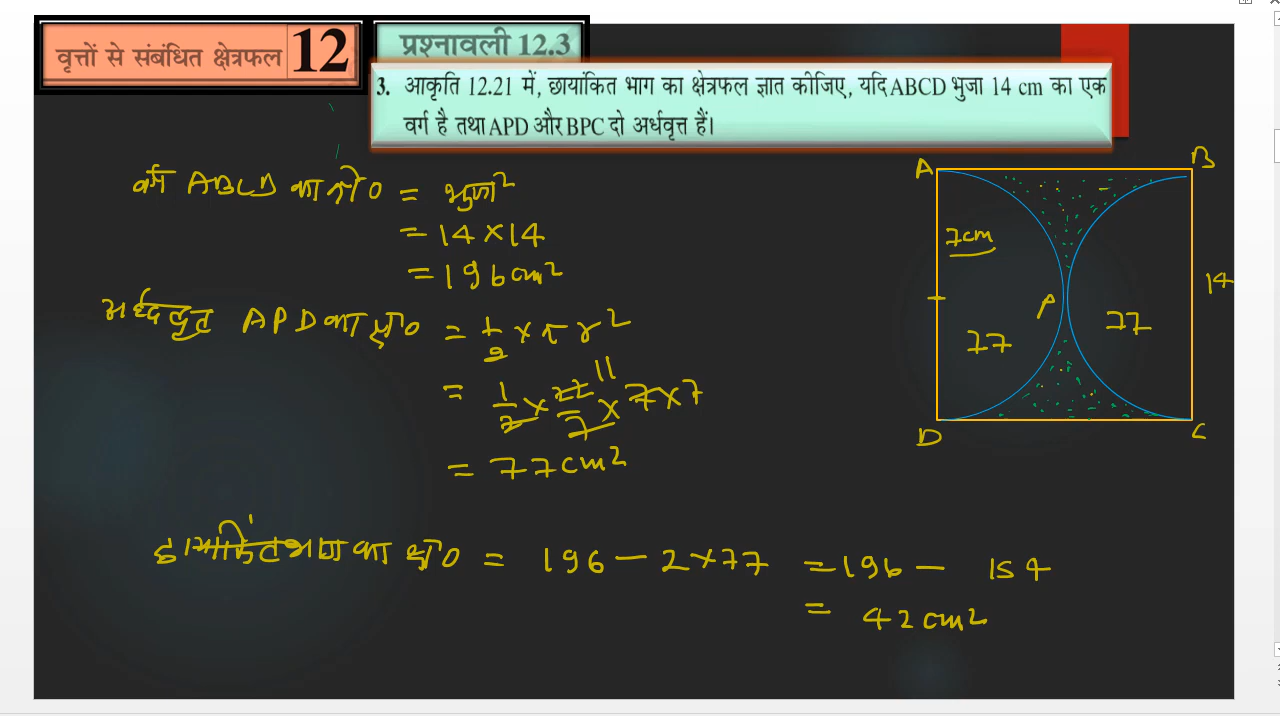 वृत्तों से संबंधित क्षेत्रफल 12
प्रश्नावली 12.3
3. आकृति 12.21 में, छायांकित भाग का क्षेत्रफल ज्ञात कीजिए, यदि ABCD भुजा 14 cm का एक
वर्ग है तथा APD और BPC दो अर्धवृत्त हैं।
वर्ग ABCD का क्षे० = भुजा²
= 14 × 14
= 196 cm²
अर्धवृत्त APD का क्षे० = 1/2 × π r²
= 1/2 × 22/7 × 7 × 7
11
= 77 cm²
छायांकित भाग का क्षे० = 196 – 2 × 77 = 196 – 154
= 42 cm²
A B
7cm
14
P
77 77
D C